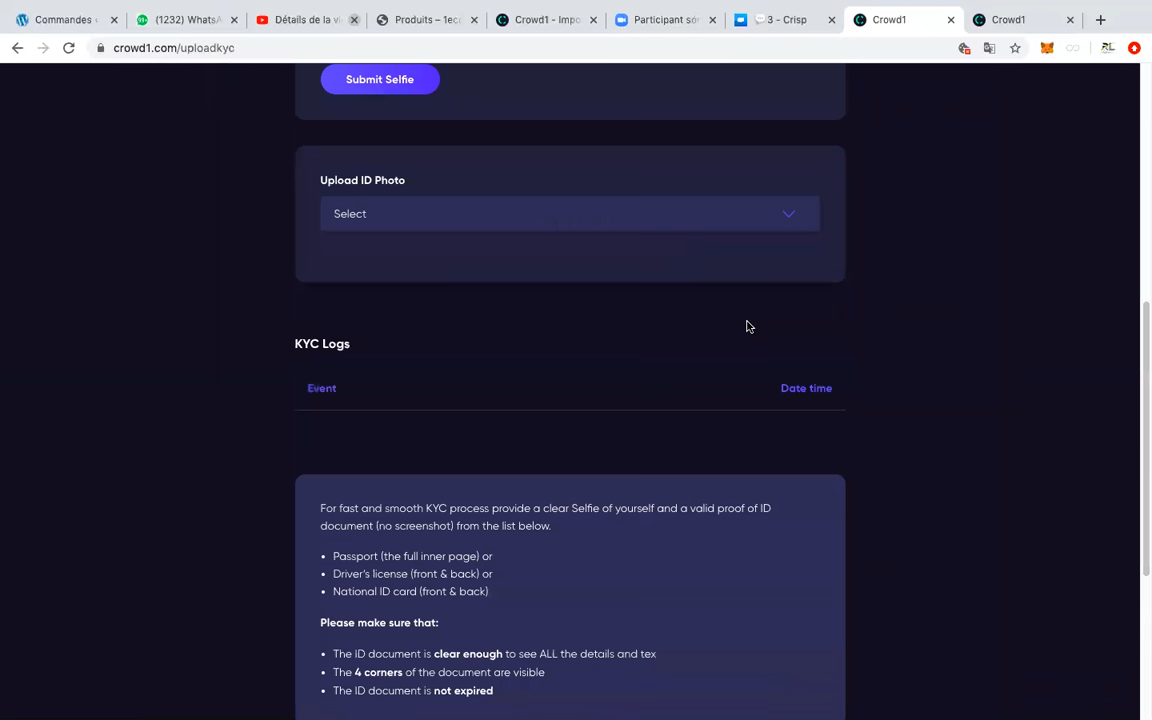 Commandes
(1232) WhatsA
Détails de la vi
Produits – 1ec
Crowd1 - Impo
Participant sor
3 - Crisp
Crowd1
Crowd1
crowd1.com/uploadkyc
Submit Selfie
Upload ID Photo
Select
KYC Logs
Event Date time
For fast and smooth KYC process provide a clear Selfie of yourself and a valid proof of ID
document (no screenshot) from the list below.
• Passport (the full inner page) or
• Driver's license (front & back) or
• National ID card (front & back)
Please make sure that:
• The ID document is clear enough to see ALL the details and tex
• The 4 corners of the document are visible
• The ID document is not expired